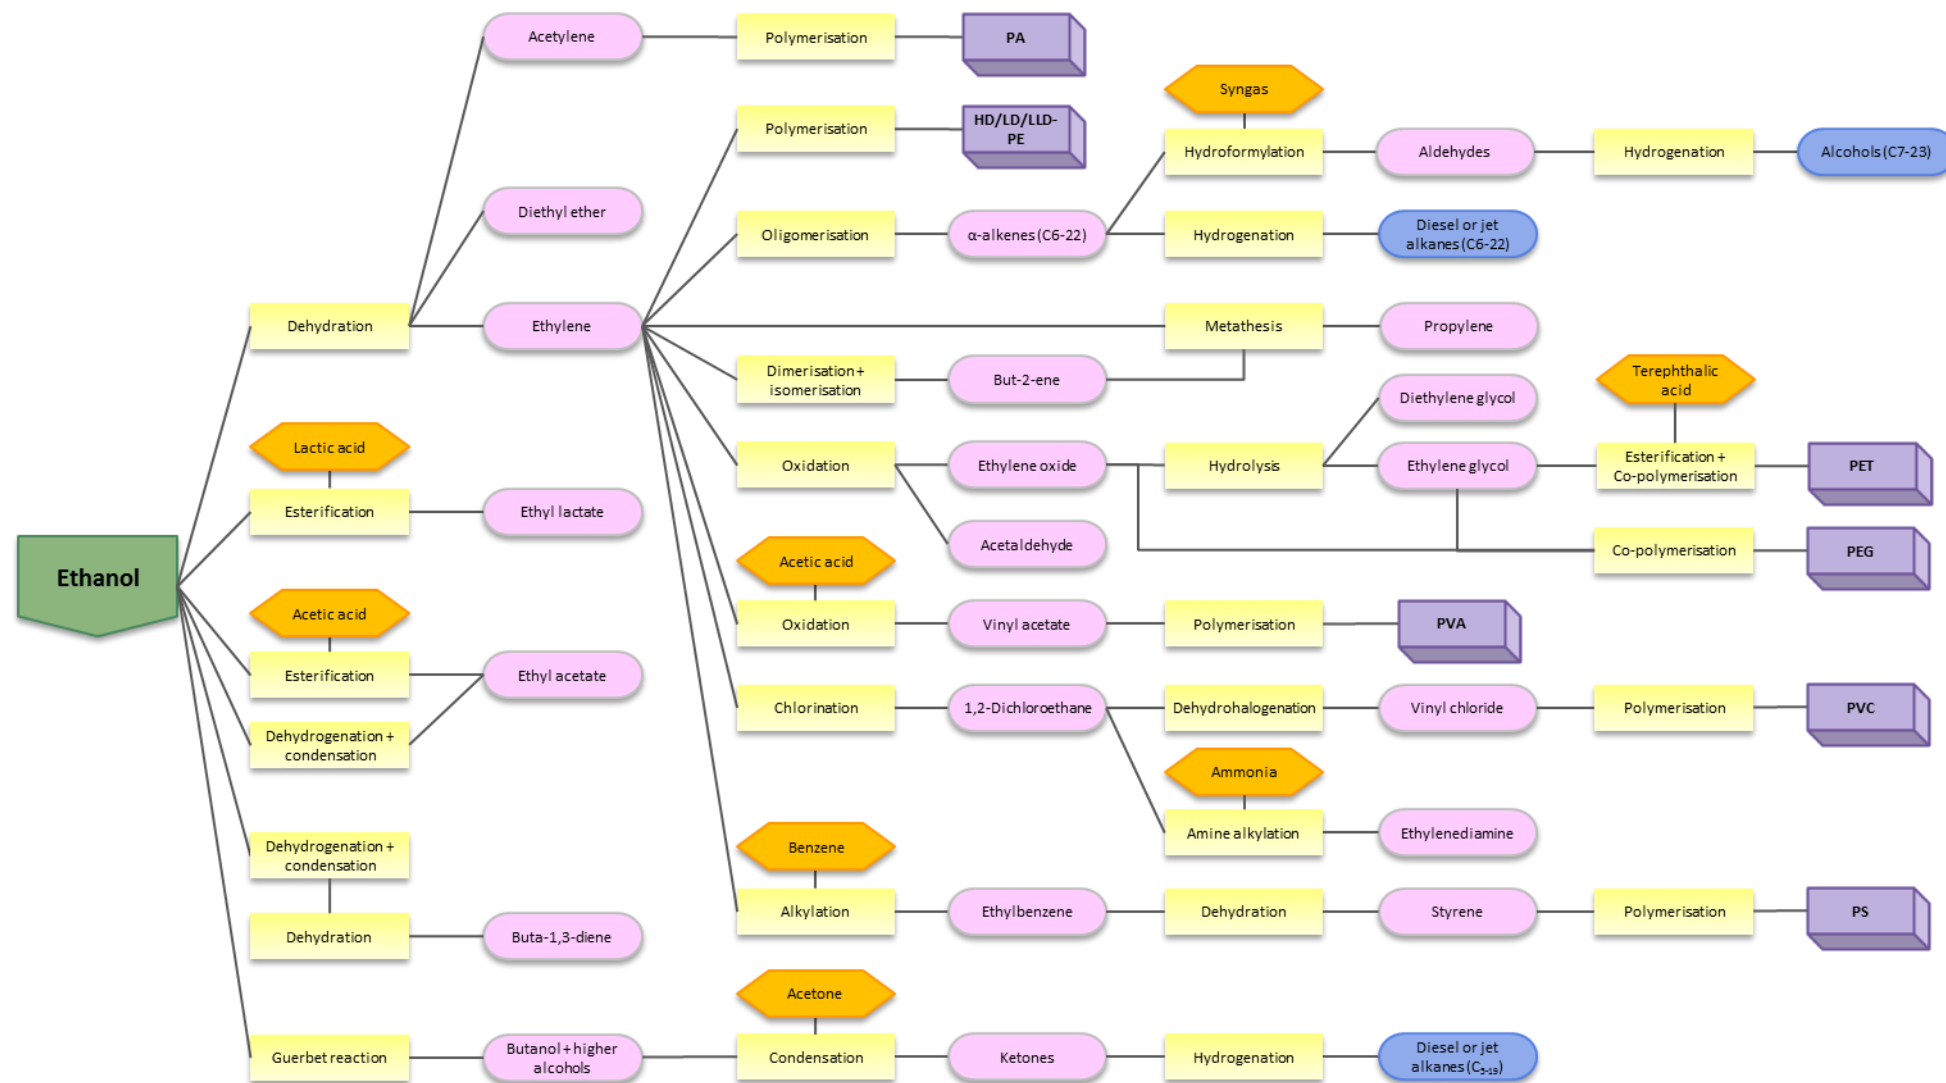 Acetylene
Polymerisation
PA
Syngas
Polymerisation
HD/LD/LLD-
PE
Hydroformylation
Aldehydes
Hydrogenation
Alcohols (C7-23)
Diethyl ether
Oligomerisation
α-alkenes (C6-22)
Hydrogenation
Diesel or jet
alkanes (C6-22)
Dehydration
Ethylene
Metathesis
Propylene
Dimerisation +
isomerisation
But-2-ene
Terephthalic
acid
Diethylene glycol
Lactic acid
Oxidation
Ethylene oxide
Hydrolysis
Ethylene glycol
Esterification +
Co-polymerisation
PET
Esterification
Ethyl lactate
Acetaldehyde
Co-polymerisation
PEG
Ethanol
Acetic acid
Acetic acid
Oxidation
Vinyl acetate
Polymerisation
PVA
Esterification
Ethyl acetate
Chlorination
1,2-Dichloroethane
Dehydrohalogenation
Vinyl chloride
Polymerisation
PVC
Dehydrogenation +
condensation
Ammonia
Amine alkylation
Ethylenediamine
Dehydrogenation +
condensation
Benzene
Alkylation
Ethylbenzene
Dehydration
Styrene
Polymerisation
PS
Dehydration
Buta-1,3-diene
Acetone
Guerbet reaction
Butanol + higher
alcohols
Condensation
Ketones
Hydrogenation
Diesel or jet
alkanes (C₅₋₁₉)